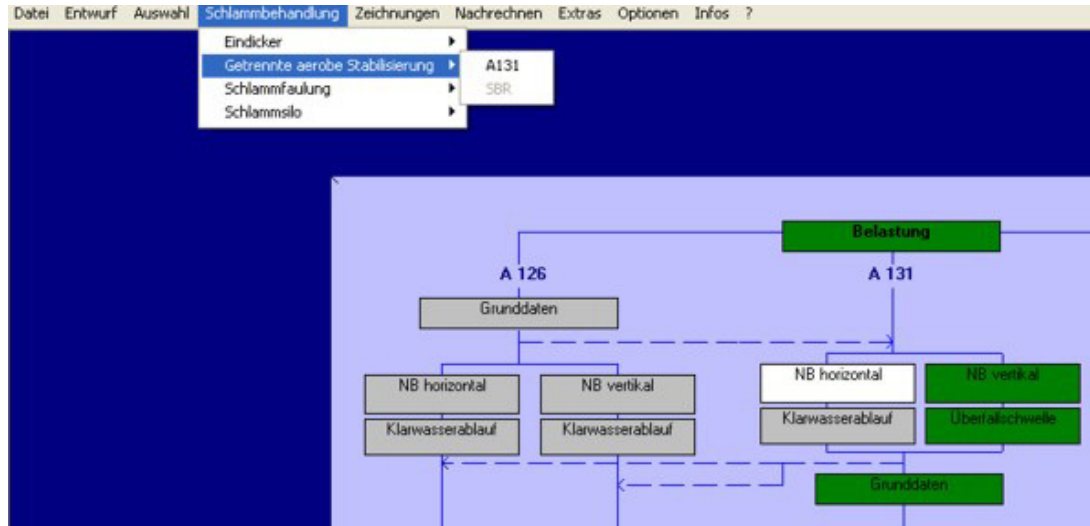 Datei Entwurf Auswahl Schlammbehandlung Zeichnungen Nachrechnen Extras Optionen Infos ?
Eindicker
Getrennte aerobe Stabilisierung A131
Schlammfaulung SBR
Schlammsilo
Belastung
A 126 A 131
Grunddaten
NB horizontal NB vertikal NB horizontal NB vertikal
Klarwasserablauf Klarwasserablauf Klarwasserablauf Überfallschwelle
Grunddaten